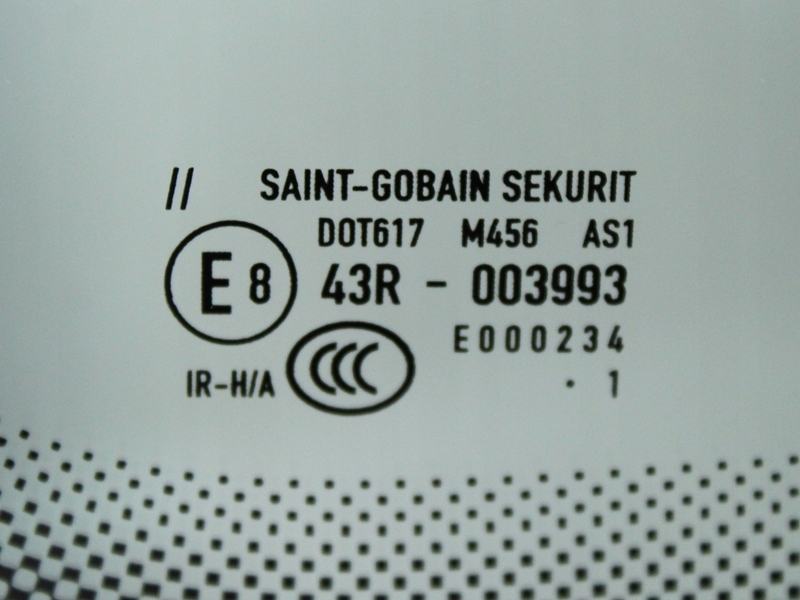 // SAINT-GOBAIN SEKURIT
DOT617 M456 AS1
E 8 43R - 003993
E000234
IR-H/A CCC · 1